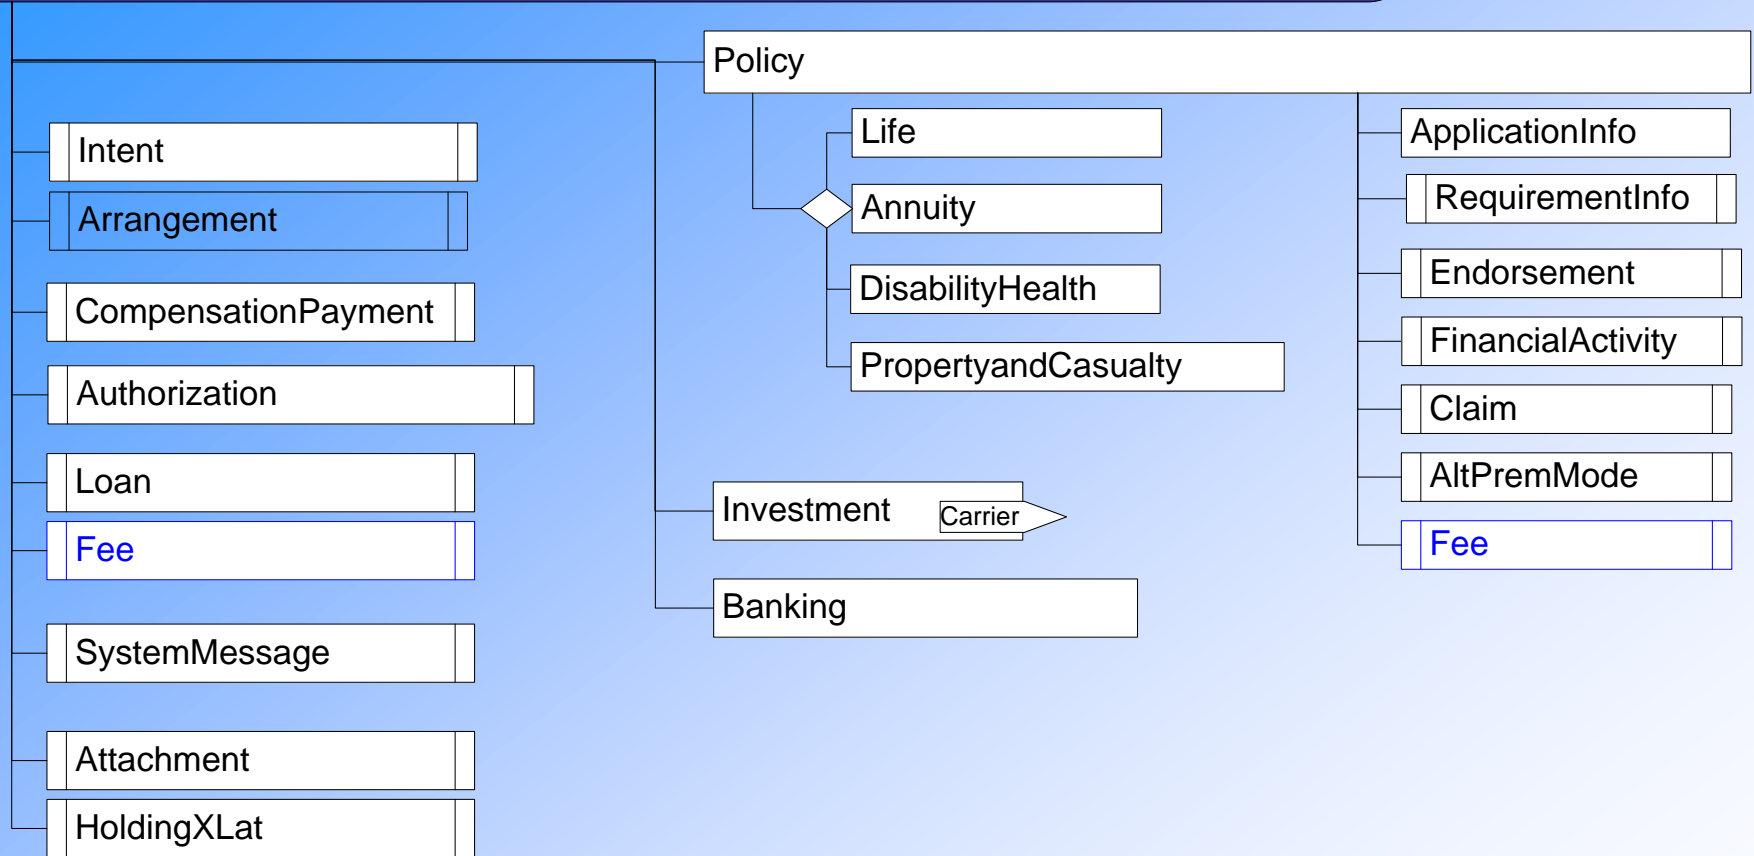 Policy
Intent
Arrangement
CompensationPayment
Authorization
Loan
Fee
SystemMessage
Attachment
HoldingXLat
Life
Annuity
DisabilityHealth
PropertyandCasualty
Investment
Carrier
Banking
ApplicationInfo
RequirementInfo
Endorsement
FinancialActivity
Claim
AltPremMode
Fee